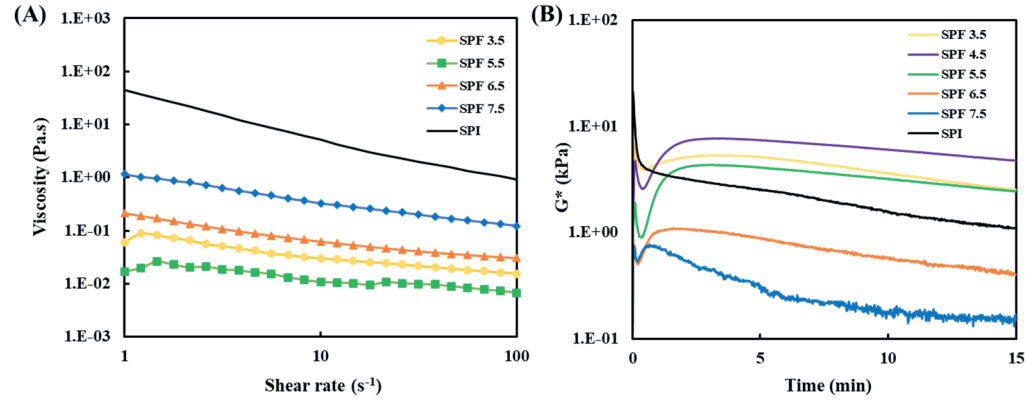 (A)
1.E+03
1.E+02
1.E+01
1.E+00
1.E-01
1.E-02
1.E-03
Viscosity (Pa.s)
1
10
100
Shear rate (s⁻¹)
SPF 3.5
SPF 5.5
SPF 6.5
SPF 7.5
SPI
(B)
1.E+02
1.E+01
1.E+00
1.E-01
G* (kPa)
0
5
10
15
Time (min)
SPF 3.5
SPF 4.5
SPF 5.5
SPF 6.5
SPF 7.5
SPI